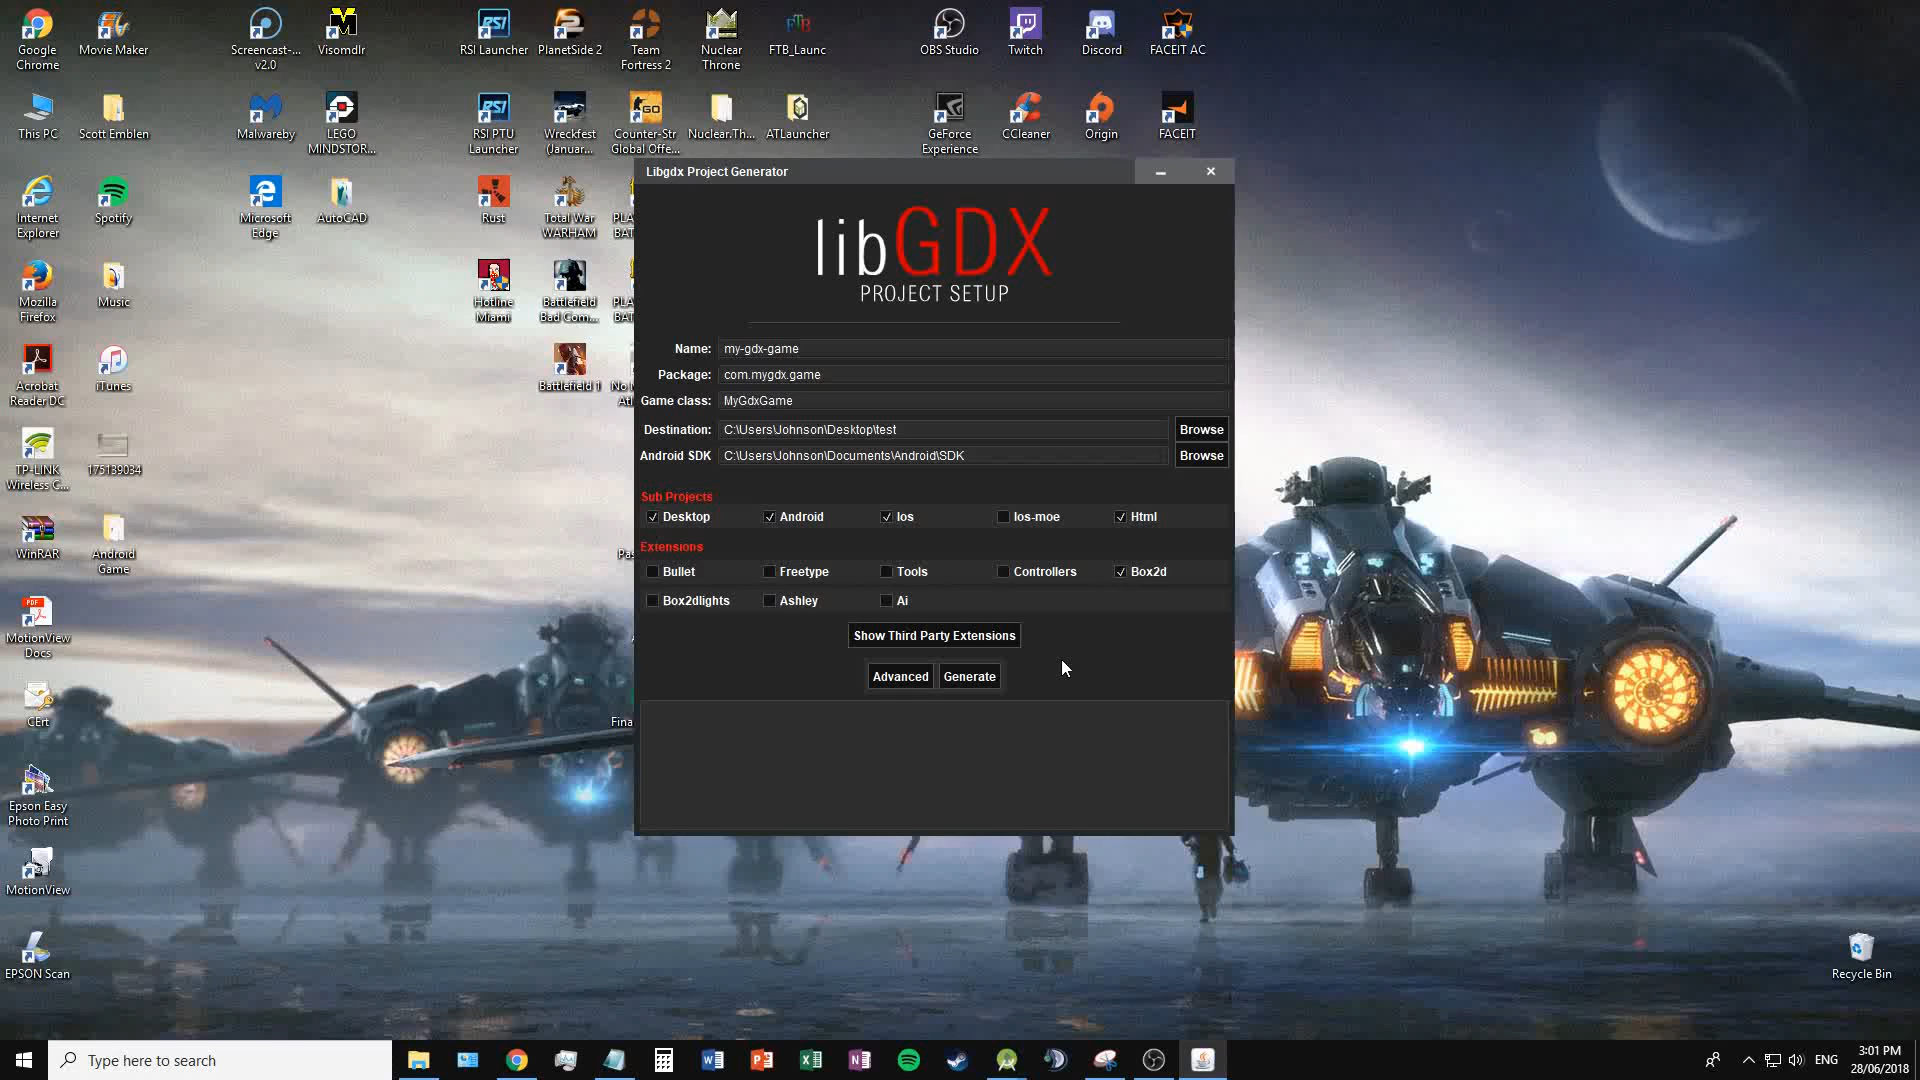 Google
Chrome
Movie Maker
Screencast-...
v2.0
Visomdlr
RSI Launcher
PlanetSide 2
Team
Fortress 2
Nuclear
Throne
FTB_Launc
OBS Studio
Twitch
Discord
FACEIT AC
This PC
Scott Emblen
Malwareby
LEGO
MINDSTOR...
RSI PTU
Launcher
Wreckfest
(Januar...
Counter-Str
Global Offe...
Nuclear.Th...
ATLauncher
GeForce
Experience
CCleaner
Origin
FACEIT
Internet
Explorer
Spotify
Microsoft
Edge
AutoCAD
Rust
Total War
WARHAM
PLA
BAT
Mozilla
Firefox
Music
Hotline
Miami
Battlefield
Bad Com...
PLA
BAT
Acrobat
Reader DC
iTunes
Battlefield 1
No
Atl
TP-LINK
Wireless C...
175139034
WinRAR
Android
Game
Pas
MotionView
Docs
CErt
Fina
Epson Easy
Photo Print
MotionView
EPSON Scan
Recycle Bin
Libgdx Project Generator
libGDX
PROJECT SETUP
Name: my-gdx-game
Package: com.mygdx.game
Game class: MyGdxGame
Destination: C:\Users\Johnson\Desktop\test Browse
Android SDK C:\Users\Johnson\Documents\Android\SDK Browse
Sub Projects
Desktop Android Ios Ios-moe Html
Extensions
Bullet Freetype Tools Controllers Box2d
Box2dlights Ashley Ai
Show Third Party Extensions
Advanced Generate
Type here to search
ENG
3:01 PM
28/06/2018